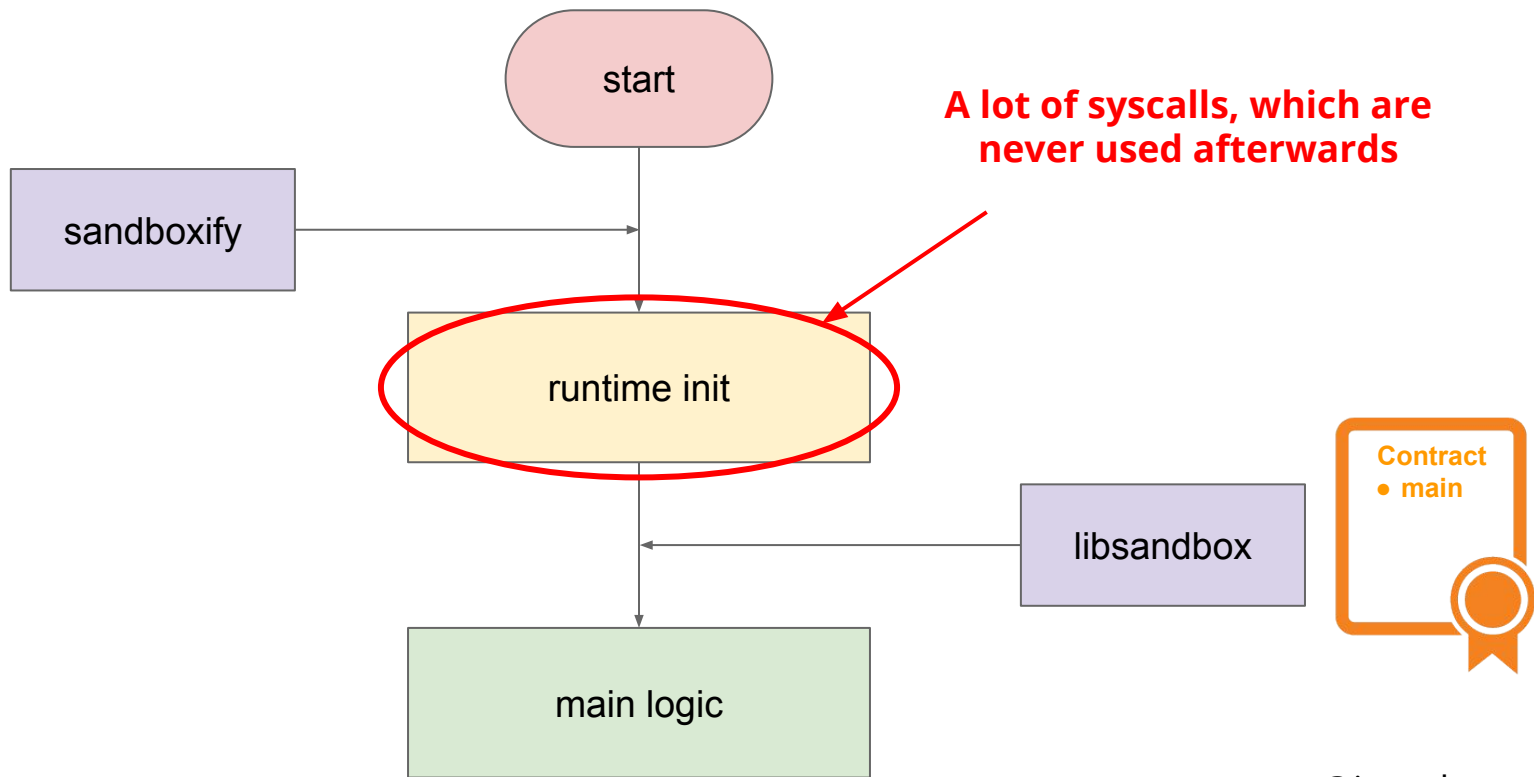 start
A lot of syscalls, which are
never used afterwards
sandboxify
runtime init
Contract
● main
libsandbox
main logic